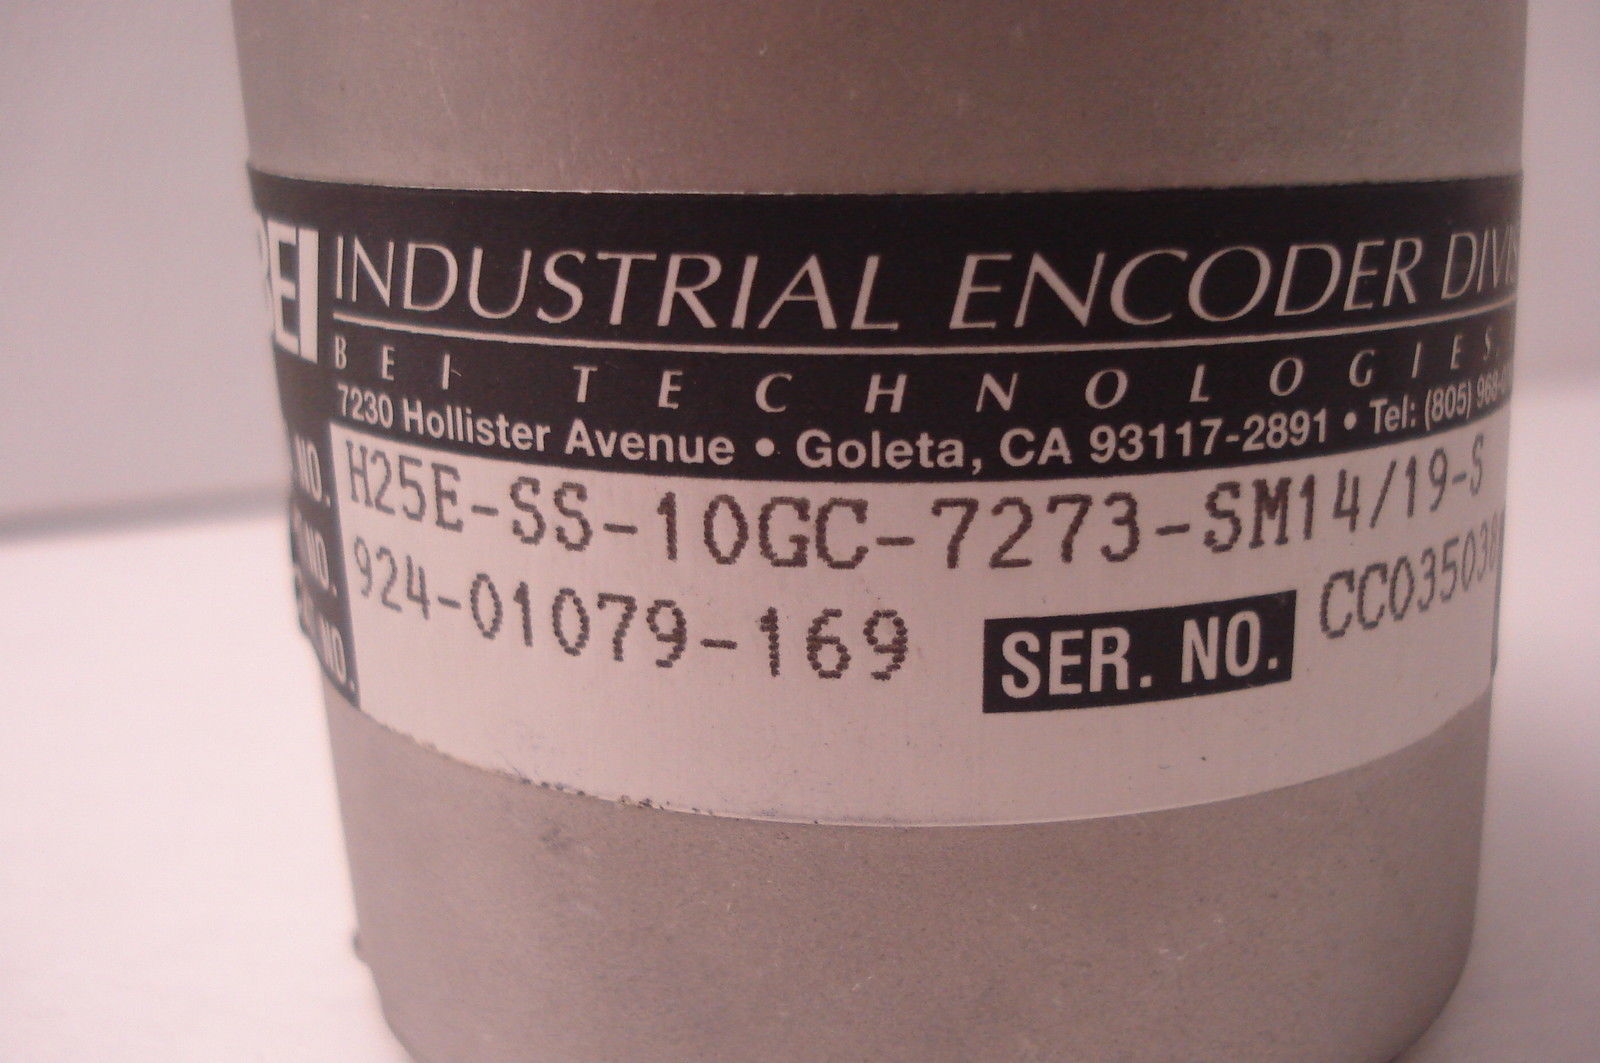 BEI INDUSTRIAL ENCODER
BEI TECHNOLOGIES,
7230 Hollister Avenue • Goleta, CA 93117-2891 • Tel: (805)
NO. H25E-SS-10GC-7273-SM14/19-S
NO. 924-01079-169 SER. NO.
NO.